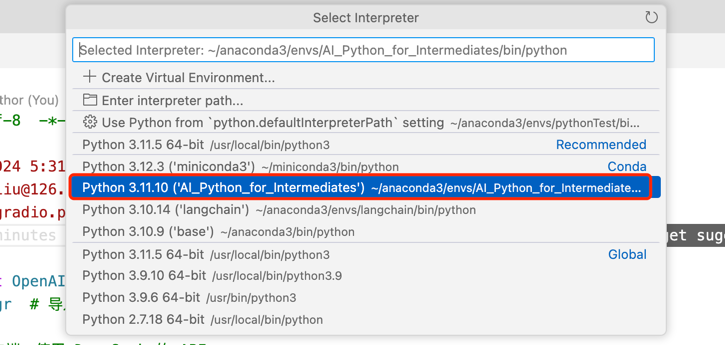 Select Interpreter
Selected Interpreter: ~/anaconda3/envs/AI_Python_for_Intermediates/bin/python
Create Virtual Environment...
thor (You)
Enter interpreter path...
f-8 -*-
Use Python from `python.defaultInterpreterPath` setting ~/anaconda3/envs/pythonTest/bi...
Python 3.11.5 64-bit /usr/local/bin/python3 Recommended
024 5:31
Python 3.12.3 ('miniconda3') ~/miniconda3/bin/python Conda
liu@126.
Python 3.11.10 ('AI_Python_for_Intermediates') ~/anaconda3/envs/AI_Python_for_Intermediate...
gradio.p
Python 3.10.14 ('langchain') ~/anaconda3/envs/langchain/bin/python
minutes
Python 3.10.9 ('base') ~/anaconda3/bin/python
get sugg
Python 3.11.5 64-bit /usr/local/bin/python3 Global
t OpenAI
Python 3.9.10 64-bit /usr/local/bin/python3.9
gr # 导
Python 3.9.6 64-bit /usr/bin/python3
Python 2.7.18 64-bit /usr/local/bin/python